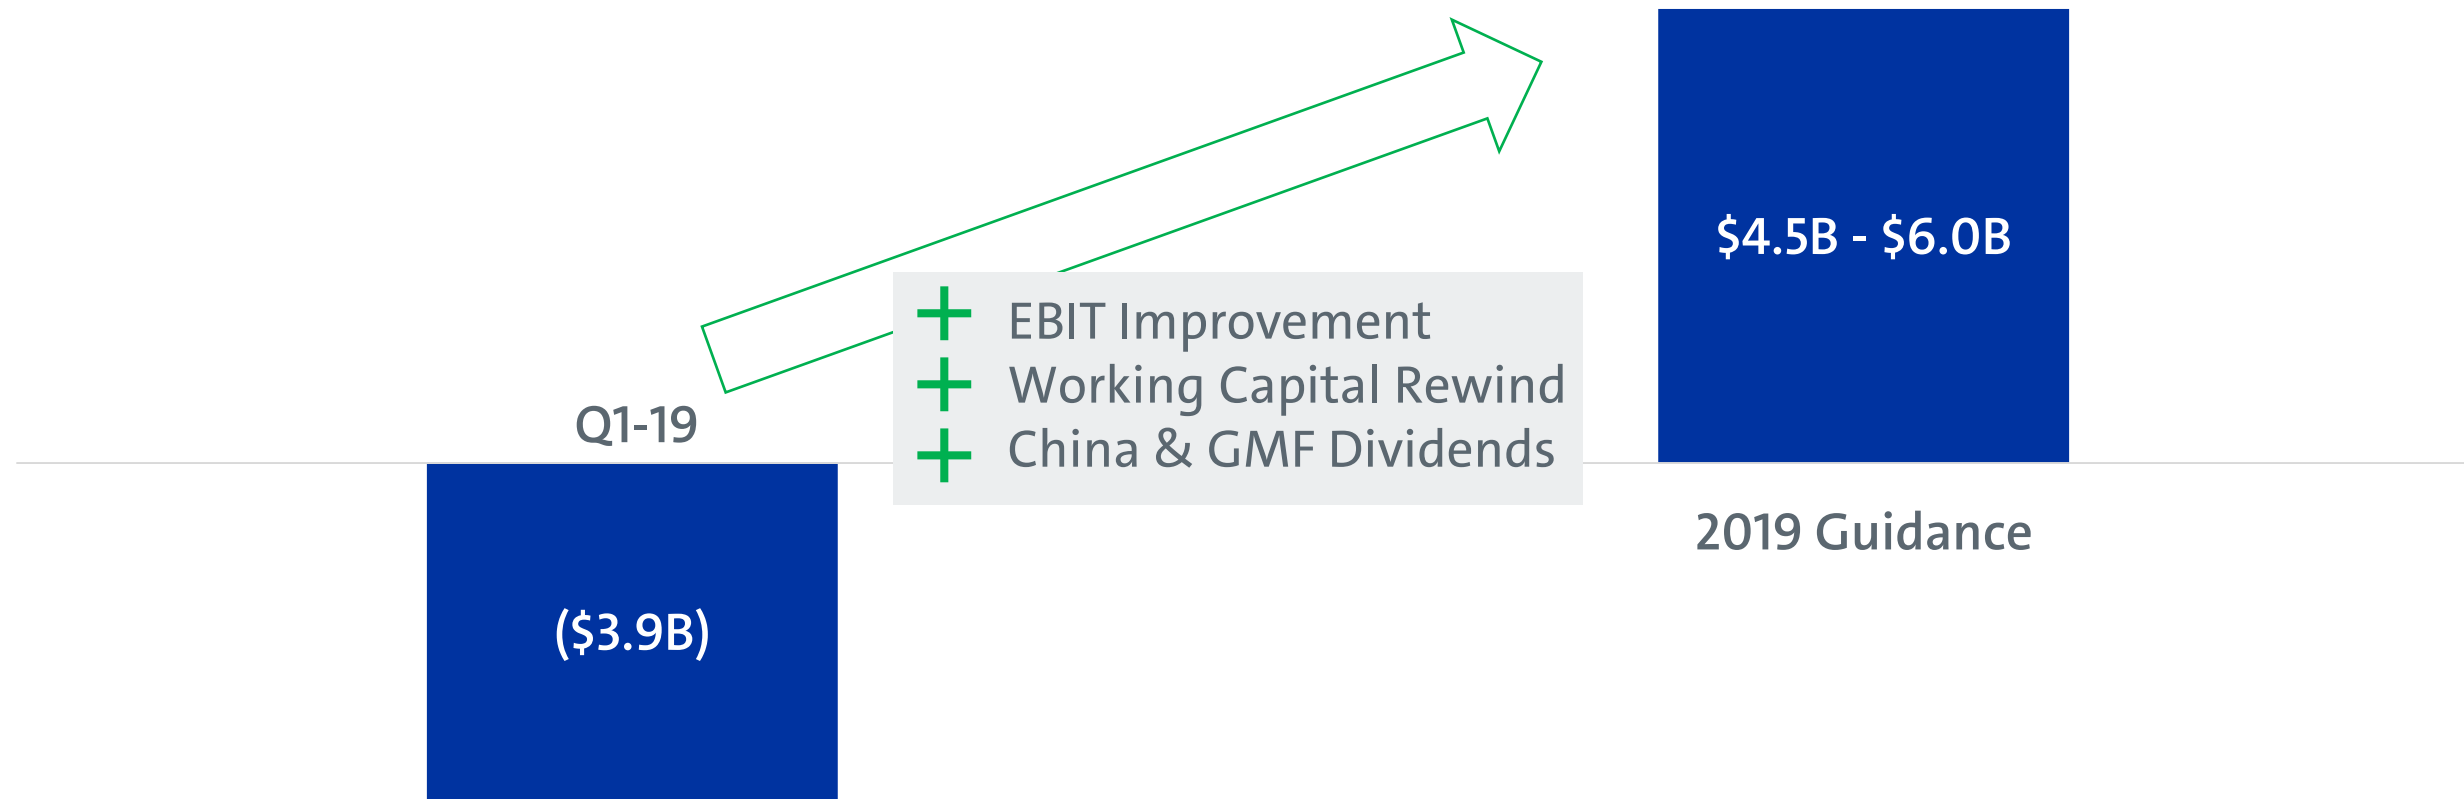 Q1-19
($3.9B)
EBIT Improvement
Working Capital Rewind
China & GMF Dividends
$4.5B - $6.0B
2019 Guidance